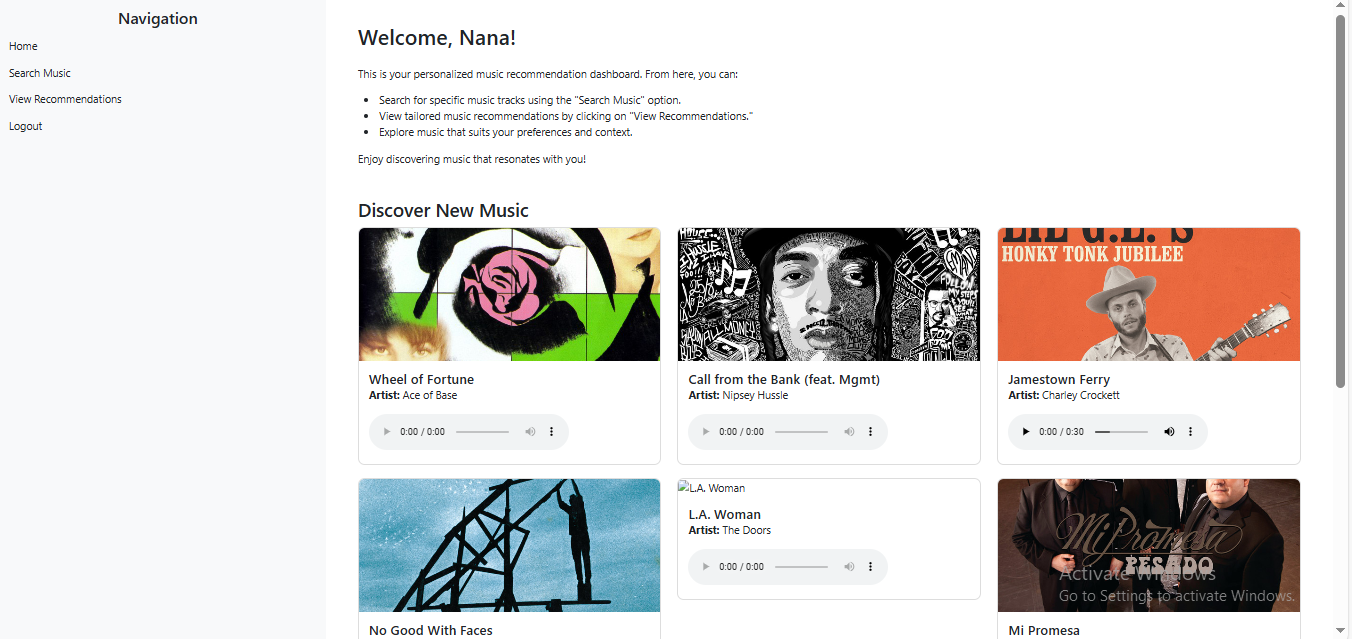 Navigation
Home
Search Music
View Recommendations
Logout
Welcome, Nana!
This is your personalized music recommendation dashboard. From here, you can:
• Search for specific music tracks using the "Search Music" option.
• View tailored music recommendations by clicking on "View Recommendations."
• Explore music that suits your preferences and context.
Enjoy discovering music that resonates with you!
Discover New Music
Wheel of Fortune
Artist: Ace of Base
0:00 / 0:00
Call from the Bank (feat. Mgmt)
Artist: Nipsey Hussle
0:00 / 0:00
LIL G.L.'S
HONKY TONK JUBILEE
Jamestown Ferry
Artist: Charley Crockett
0:00 / 0:30
No Good With Faces
L.A. Woman
L.A. Woman
Artist: The Doors
0:00 / 0:00
Mi Promesa
PESADO
Mi Promesa
Activate Windows
Go to Settings to activate Windows.